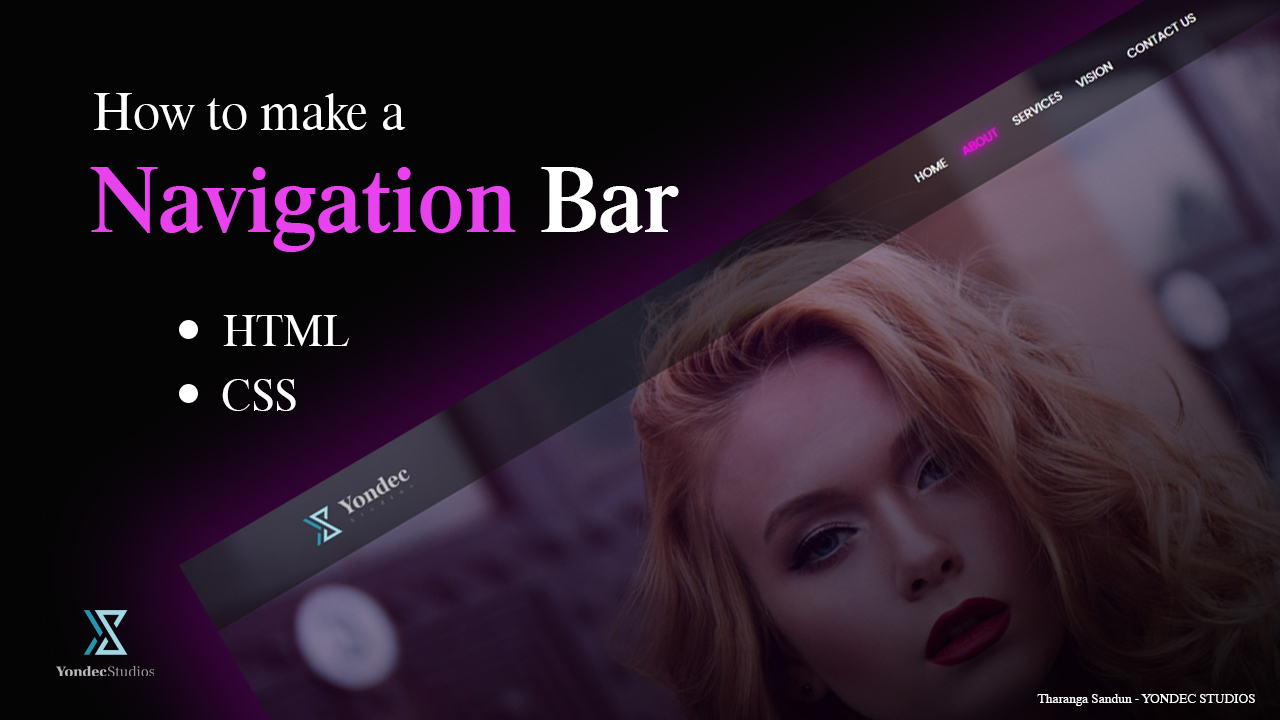 How to make a
Navigation Bar
HTML
CSS
HOME ABOUT SERVICES VISION CONTACT US
Yondec
STUDIOS
YondecStudios
Tharanga Sandun - YONDEC STUDIOS